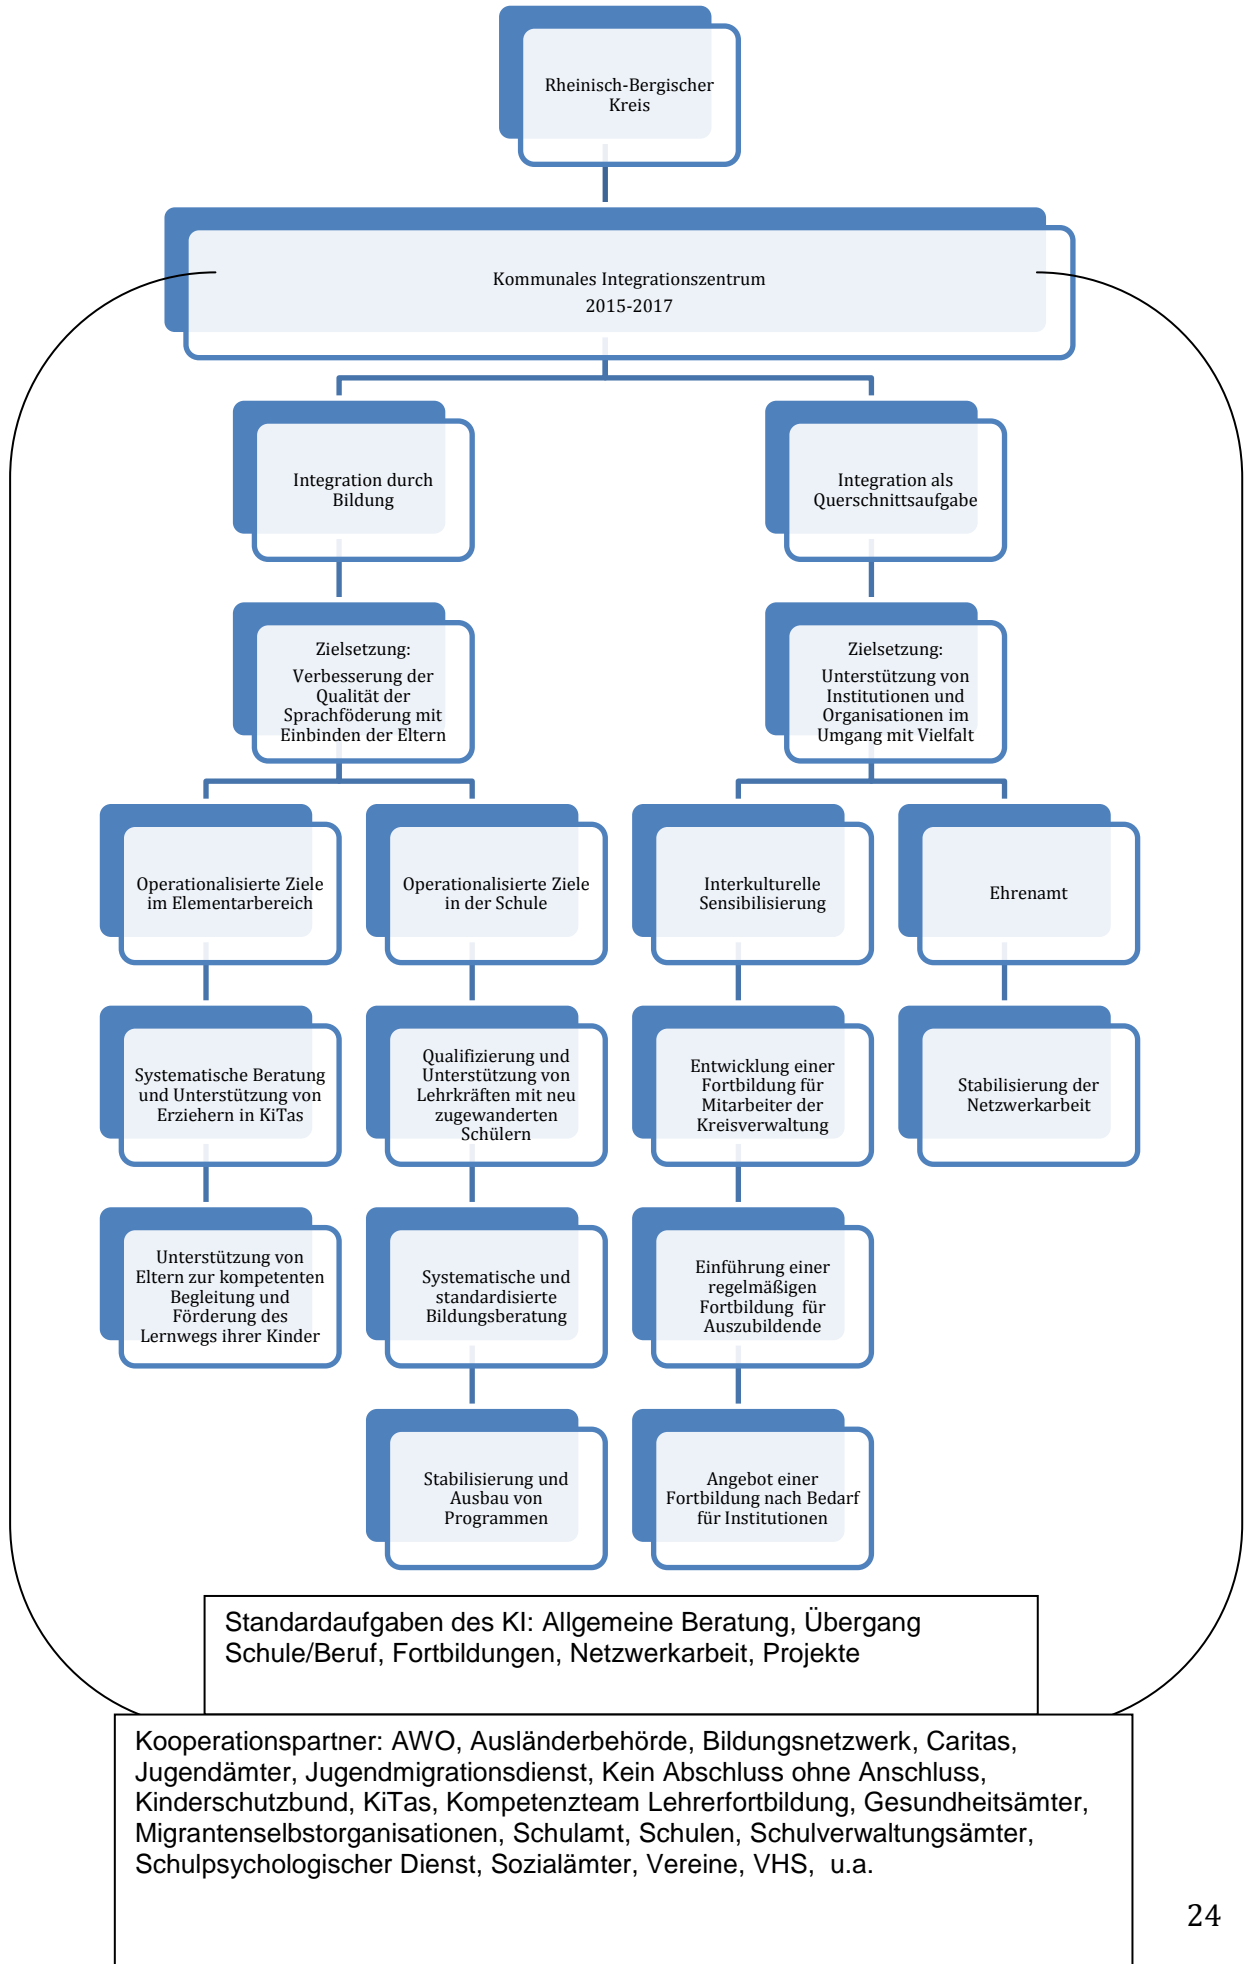 Rheinisch-Bergischer
Kreis
Kommunales Integrationszentrum
2015-2017
Integration durch
Bildung
Integration als
Querschnittsaufgabe
Zielsetzung:
Verbesserung der
Qualität der
Sprachföderung mit
Einbinden der Eltern
Zielsetzung:
Unterstützung von
Institutionen und
Organisationen im
Umgang mit Vielfalt
Operationalisierte Ziele
im Elementarbereich
Operationalisierte Ziele
in der Schule
Interkulturelle
Sensibilisierung
Ehrenamt
Systematische Beratung
und Unterstützung von
Erziehern in KiTas
Qualifizierung und
Unterstützung von
Lehrkräften mit neu
zugewanderten
Schülern
Entwicklung einer
Fortbildung für
Mitarbeiter der
Kreisverwaltung
Stabilisierung der
Netzwerkarbeit
Unterstützung von
Eltern zur kompetenten
Begleitung und
Förderung des
Lernwegs ihrer Kinder
Systematische und
standardisierte
Bildungsberatung
Einführung einer
regelmäßigen
Fortbildung  für
Auszubildende
Stabilisierung und
Ausbau von
Programmen
Angebot einer
Fortbildung nach Bedarf
für Institutionen
Standardaufgaben des KI: Allgemeine Beratung, Übergang
Schule/Beruf, Fortbildungen, Netzwerkarbeit, Projekte
Kooperationspartner: AWO, Ausländerbehörde, Bildungsnetzwerk, Caritas,
Jugendämter, Jugendmigrationsdienst, Kein Abschluss ohne Anschluss,
Kinderschutzbund, KiTas, Kompetenzteam Lehrerfortbildung, Gesundheitsämter,
Migrantenselbstorganisationen, Schulamt, Schulen, Schulverwaltungsämter,
Schulpsychologischer Dienst, Sozialämter, Vereine, VHS,  u.a.
24